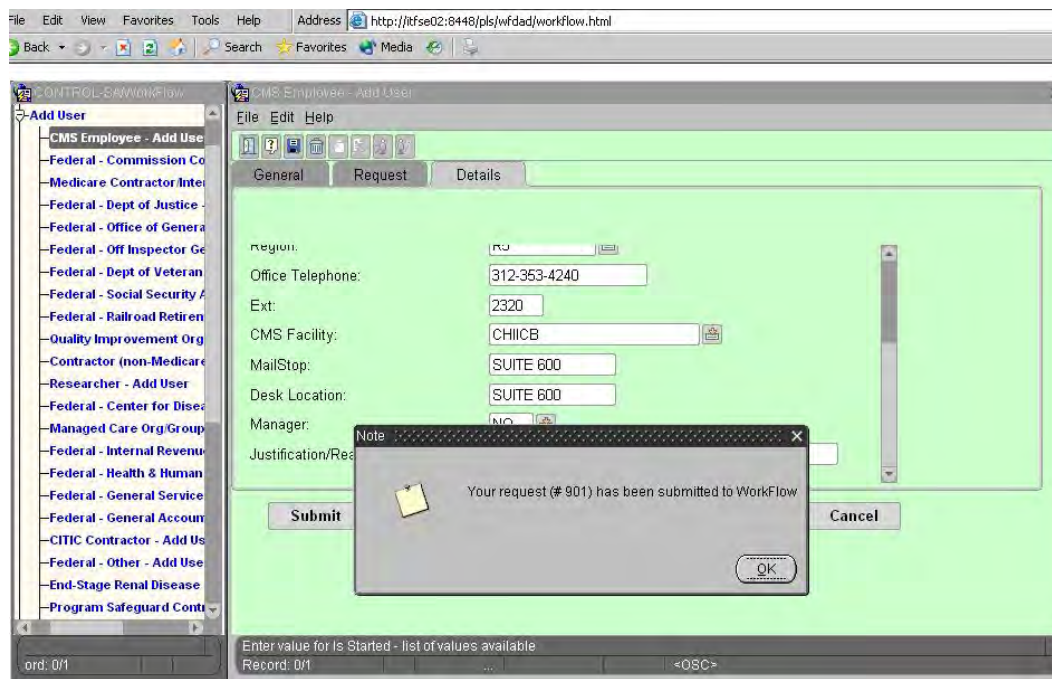 File Edit View Favorites Tools Help Address http://itfse02:8448/pls/wfdad/workflow.html
Back Search Favorites Media
CONTROL-SA/WorkFlow
CMS Employee - Add User
Add User
CMS Employee - Add Use
Federal - Commission Co
Medicare Contractor/Inter
Federal - Dept of Justice -
Federal - Office of Genera
Federal - Off Inspector Ge
Federal - Dept of Veteran
Federal - Social Security A
Federal - Railroad Retiren
Quality Improvement Org
Contractor (non-Medicare
Researcher - Add User
Federal - Center for Disea
Managed Care Org/Group
Federal - Internal Revenu
Federal - Health & Human
Federal - General Service
Federal - General Accoun
CITIC Contractor - Add Us
Federal - Other - Add Use
End-Stage Renal Disease
Program Safeguard Contr
ord: 0/1
File Edit Help
General Request Details
Region: R5
Office Telephone: 312-353-4240
Ext: 2320
CMS Facility: CHIICB
MailStop: SUITE 600
Desk Location: SUITE 600
Manager: NO
Justification/Rea
Note
Your request (# 901) has been submitted to WorkFlow
OK
Submit Cancel
Enter value for Is Started - list of values available
Record: 0/1 ... <OSC>